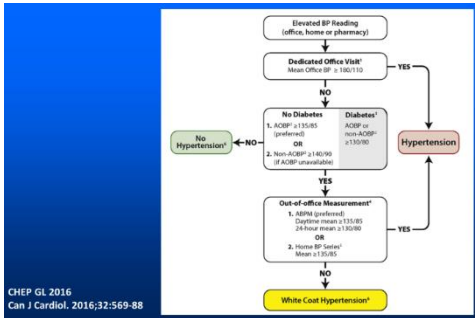 Elevated BP Reading
(office, home or pharmacy)
Dedicated Office Visit¹
Mean Office BP ≥ 180/110
YES
NO
No Diabetes
1. AOBP² ≥135/85
(preferred)
OR
2. Non-AOBP³ ≥140/90
(if AOBP unavailable)
Diabetes³
AOBP or
non-AOBP³
≥130/80
NO
No
Hypertension⁶
Hypertension
YES
Out-of-office Measurement⁴
1. ABPM (preferred)
Daytime mean ≥135/85
24-hour mean ≥130/80
OR
2. Home BP Series⁵
Mean ≥135/85
YES
NO
White Coat Hypertension⁶
CHEP GL 2016
Can J Cardiol. 2016;32:569-88